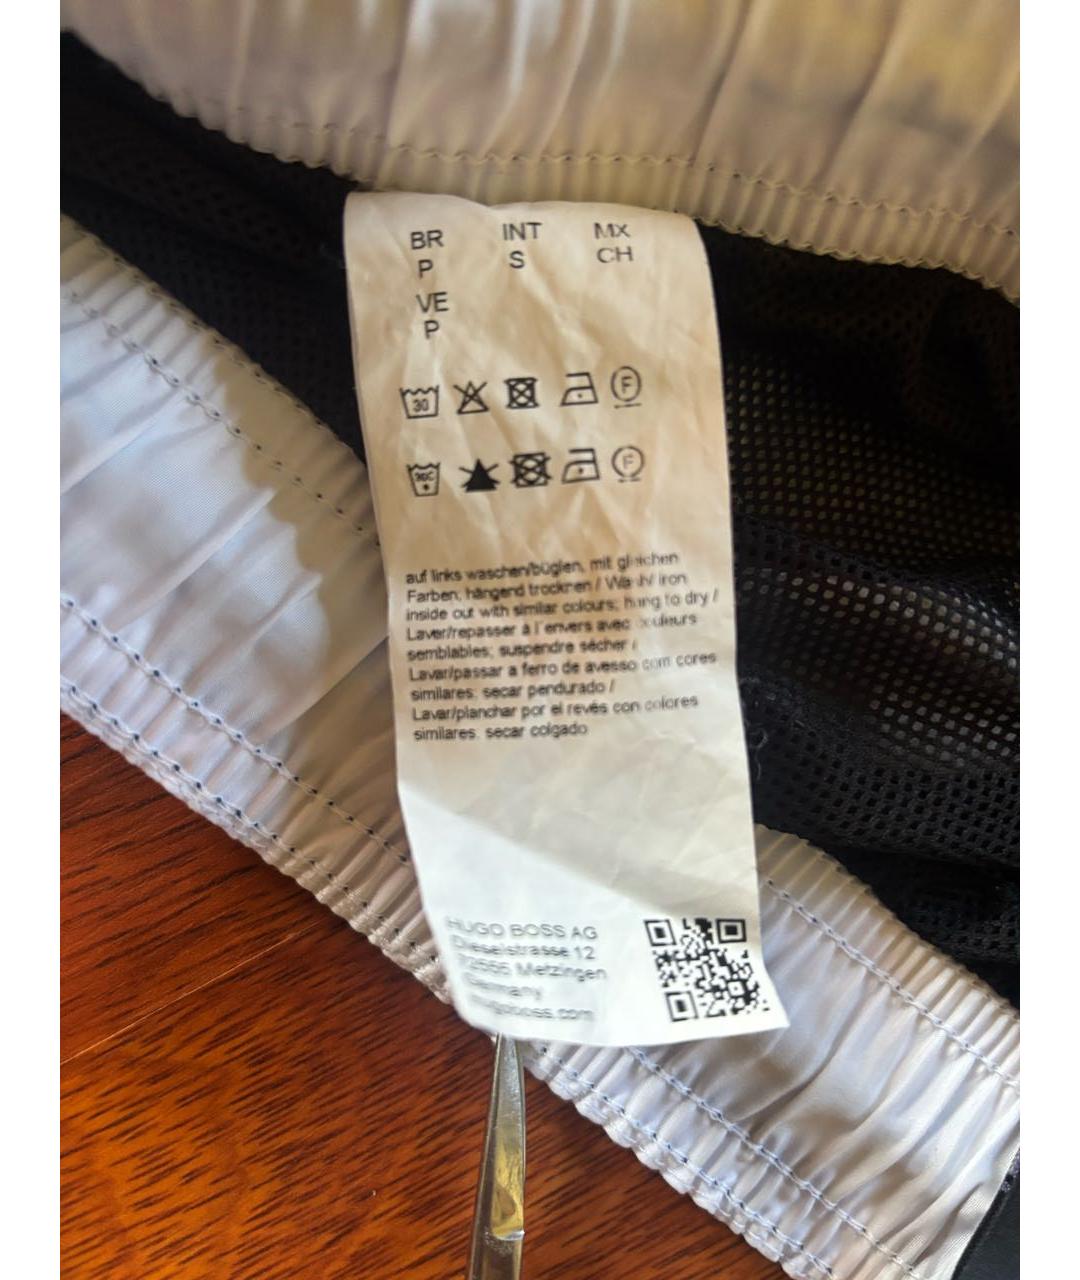 BR INT MX
P S CH
VE
P
30 F
30C F
auf links waschen/bügeln, mit gleichen
Farben; hängend trocknen / Wash/ iron
inside out with similar colours; hang to dry /
Laver/repasser à l'envers avec couleurs
semblables; suspendre sécher /
Lavar/passar a ferro de avesso com cores
similares; secar pendurado /
Lavar/planchar por el revés con colores
similares. secar colgado
HUGO BOSS AG
Dieselstrasse 12
72555 Metzingen
Germany
hugoboss.com